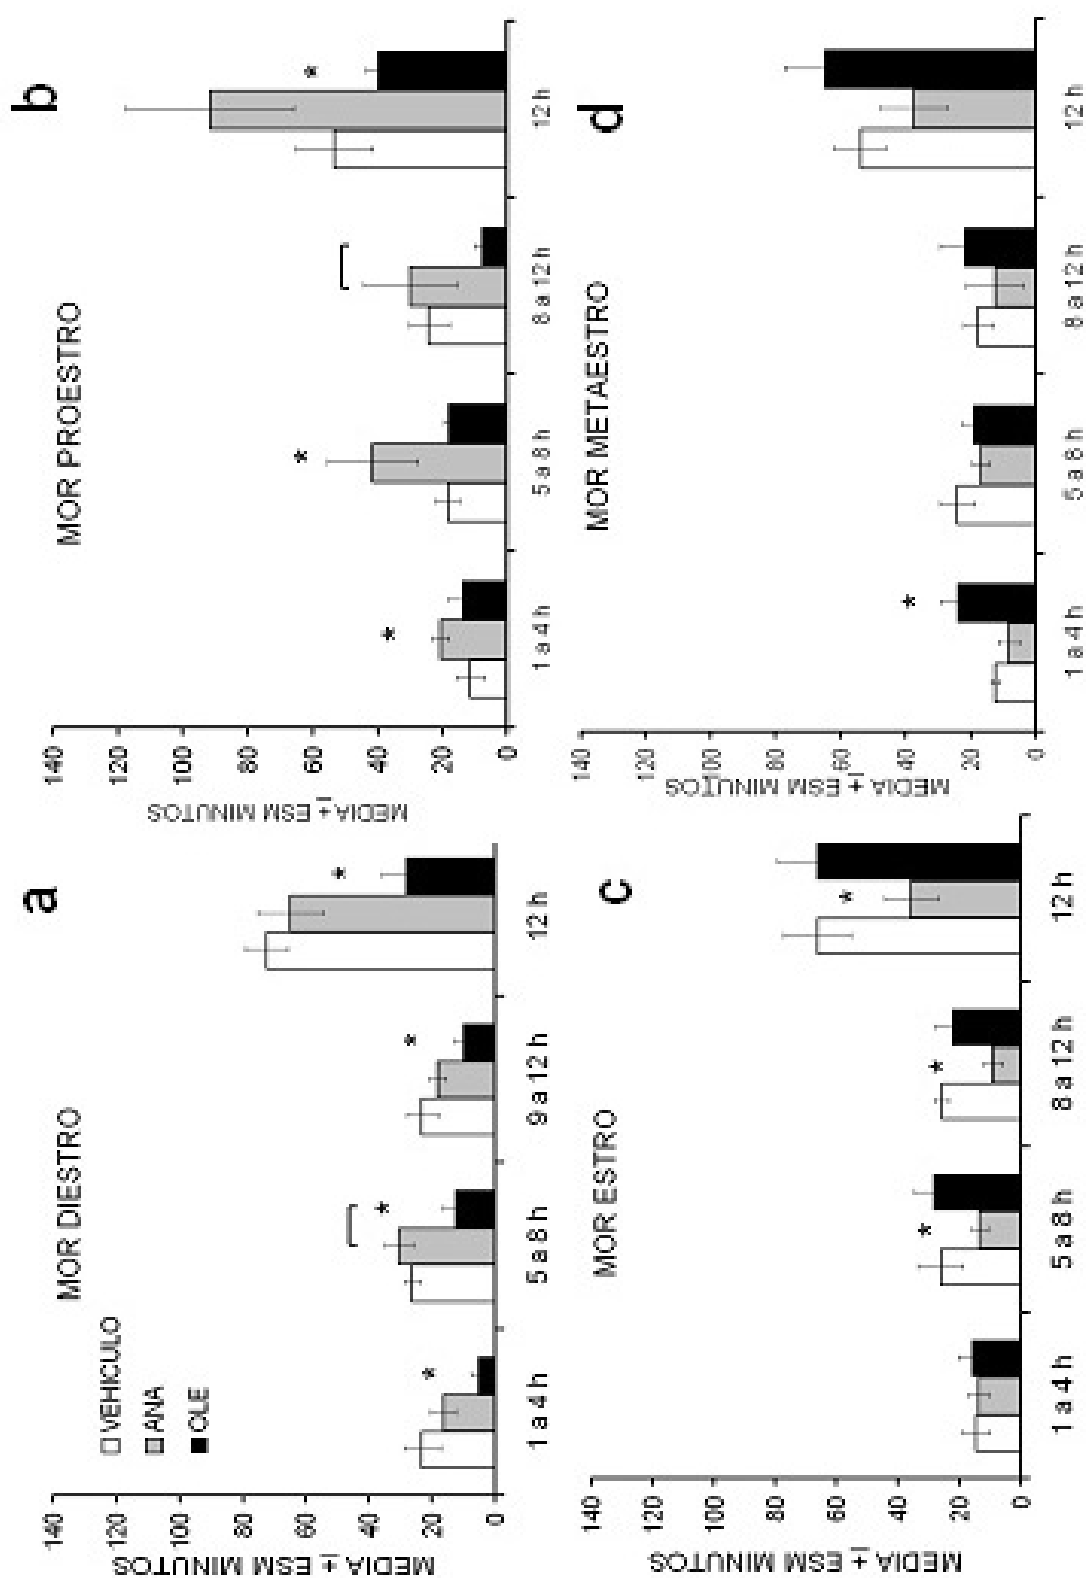 a
MOR DIESTRO
VEHICULO
ANA
OLE
MEDIA + ESM MINUTOS
140
120
100
80
60
40
20
0
1 a 4 h
5 a 8 h
9 a 12 h
12 h
*
*
*
*
b
MOR PROESTRO
MEDIA + ESM MINUTOS
140
120
100
80
60
40
20
0
1 a 4 h
5 a 8 h
8 a 12 h
12 h
*
*
*
c
MOR ESTRO
MEDIA + ESM MINUTOS
140
120
100
80
60
40
20
0
1 a 4 h
5 a 8 h
8 a 12 h
12 h
*
*
*
d
MOR METAESTRO
MEDIA + ESM MINUTOS
140
120
100
80
60
40
20
0
1 a 4 h
5 a 8 h
8 a 12 h
12 h
*